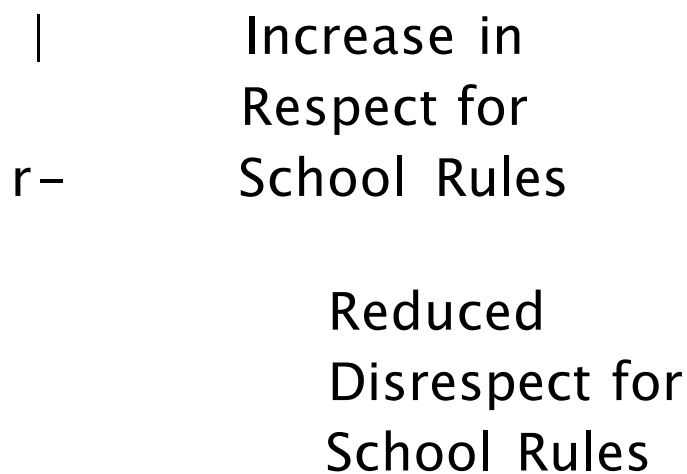 | Increase in
Respect for
r- School Rules
Reduced
Disrespect for
School Rules